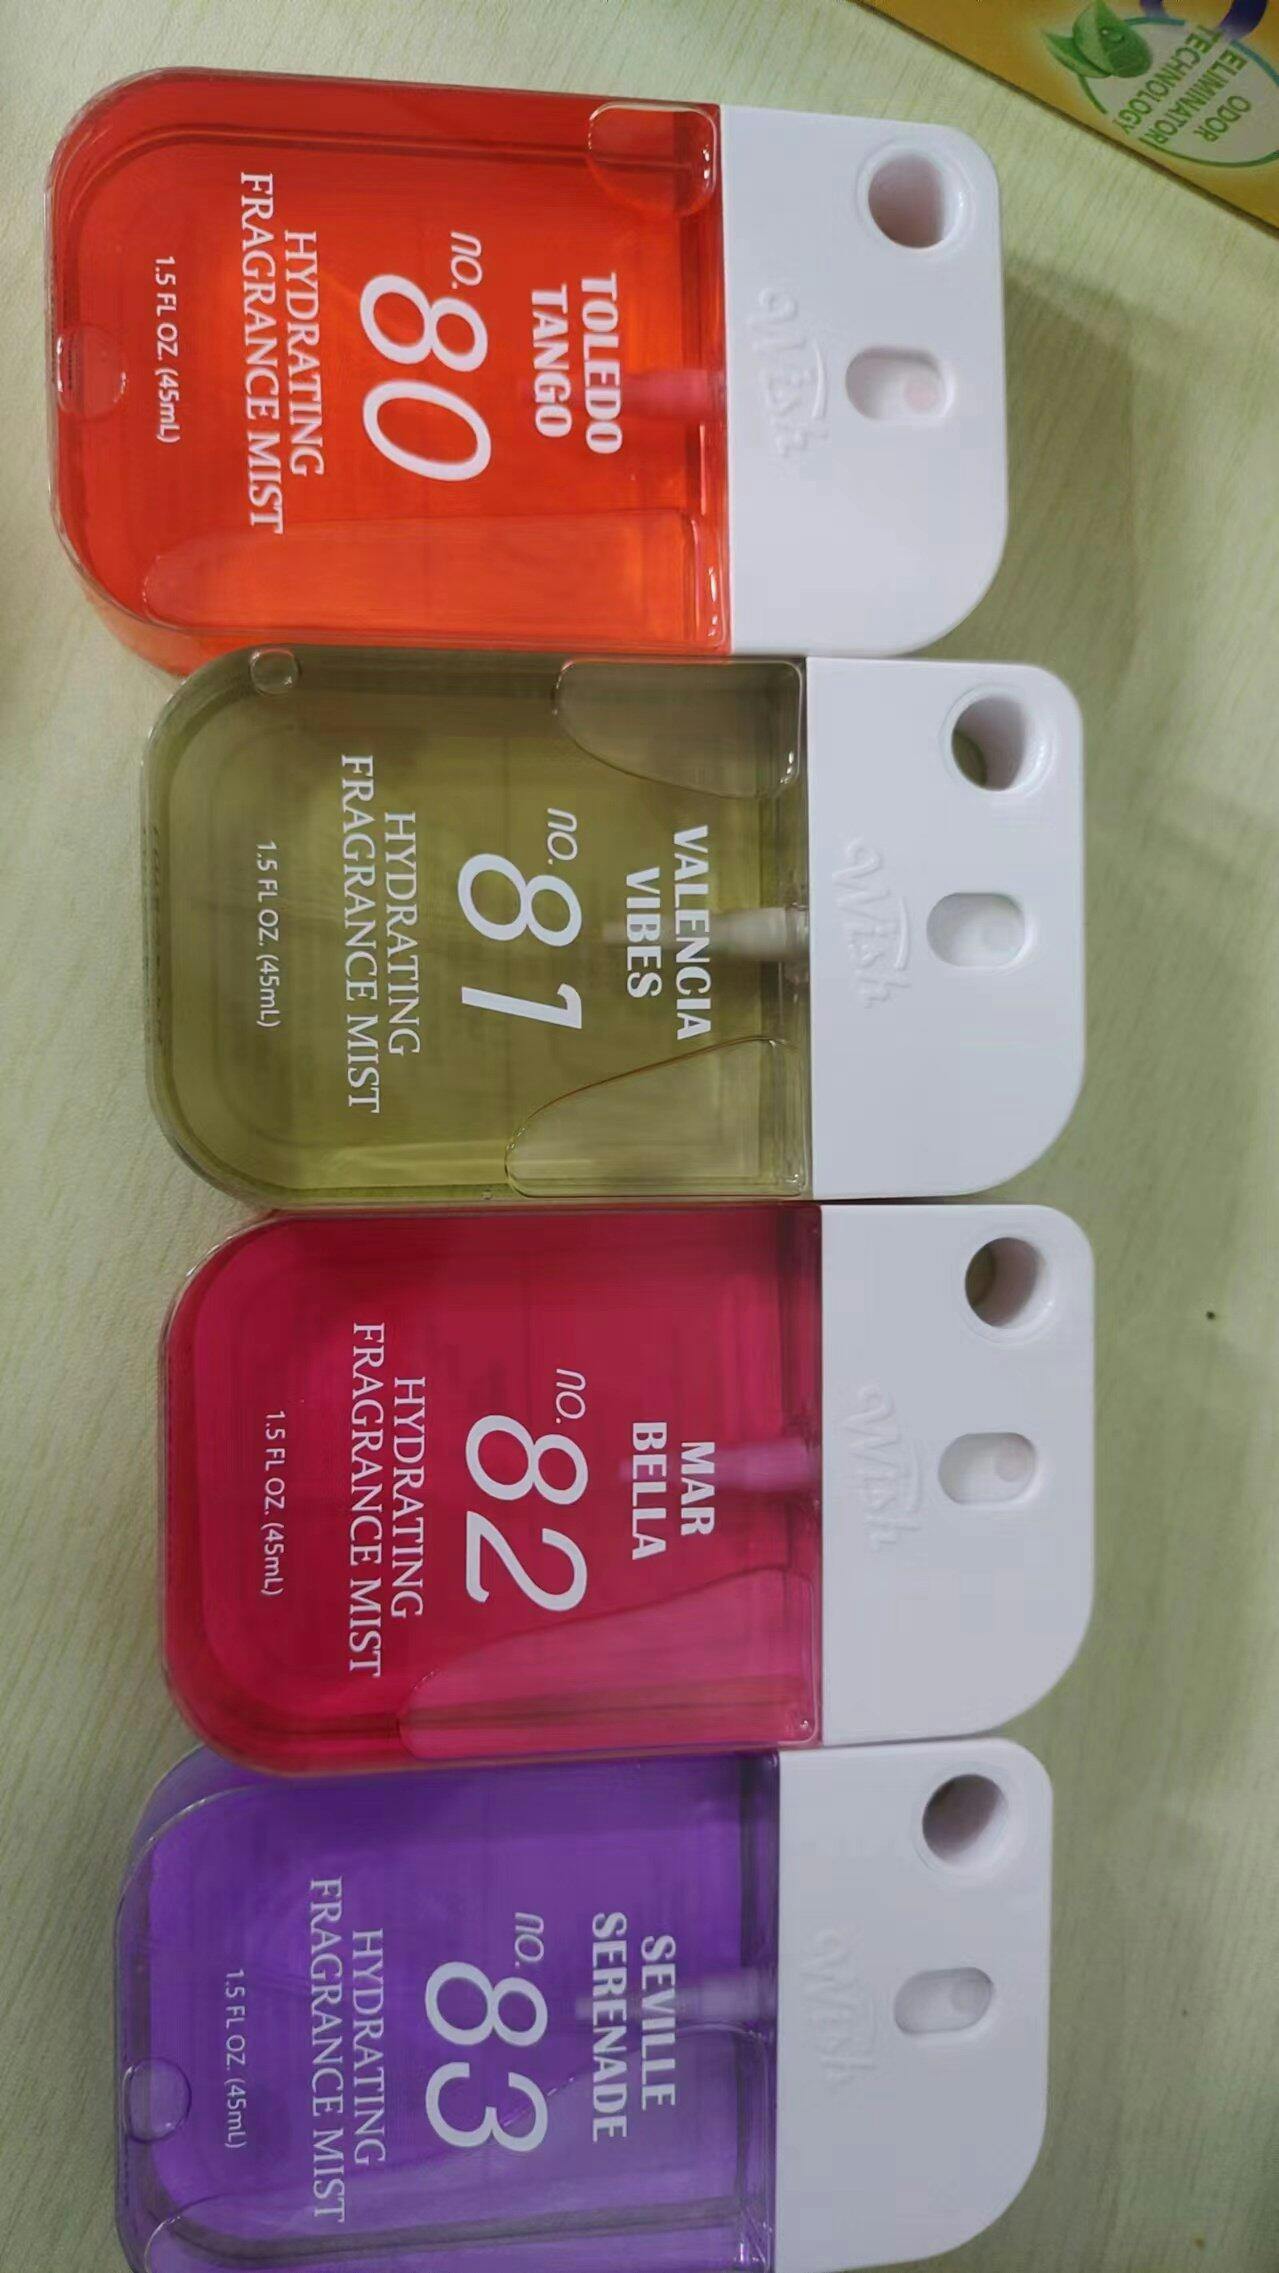 ODOR
ELIMINATOR
TECHNOLOGY
Wish
TOLEDO
TANGO
no.
80
HYDRATING
FRAGRANCE MIST
1.5 FL OZ. (45mL)
Wish
VALENCIA
VIBES
no.
81
HYDRATING
FRAGRANCE MIST
1.5 FL OZ. (45mL)
Wish
MAR
BELLA
no.
82
HYDRATING
FRAGRANCE MIST
1.5 FL OZ. (45mL)
Wish
SEVILLE
SERENADE
no.
83
HYDRATING
FRAGRANCE MIST
1.5 FL OZ. (45mL)